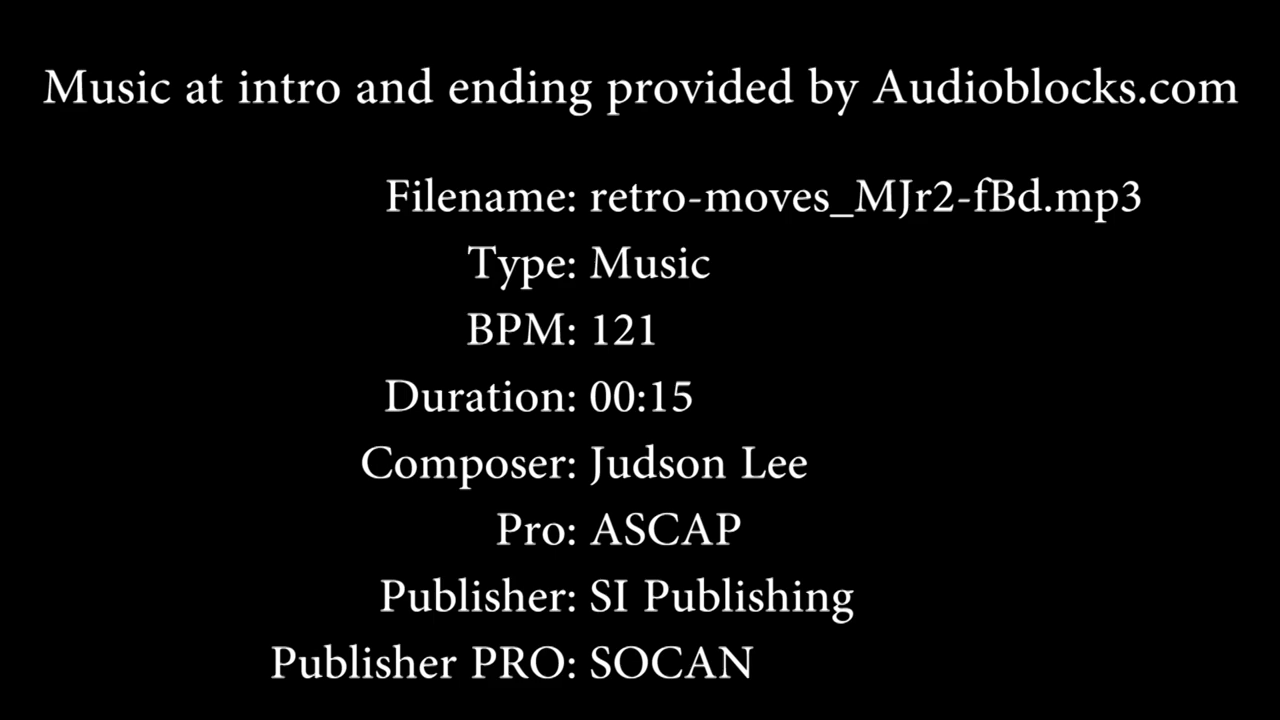 Music at intro and ending provided by Audioblocks.com
Filename: retro-moves_MJr2-fBd.mp3
Type: Music
BPM: 121
Duration: 00:15
Composer: Judson Lee
Pro: ASCAP
Publisher: SI Publishing
Publisher PRO: SOCAN